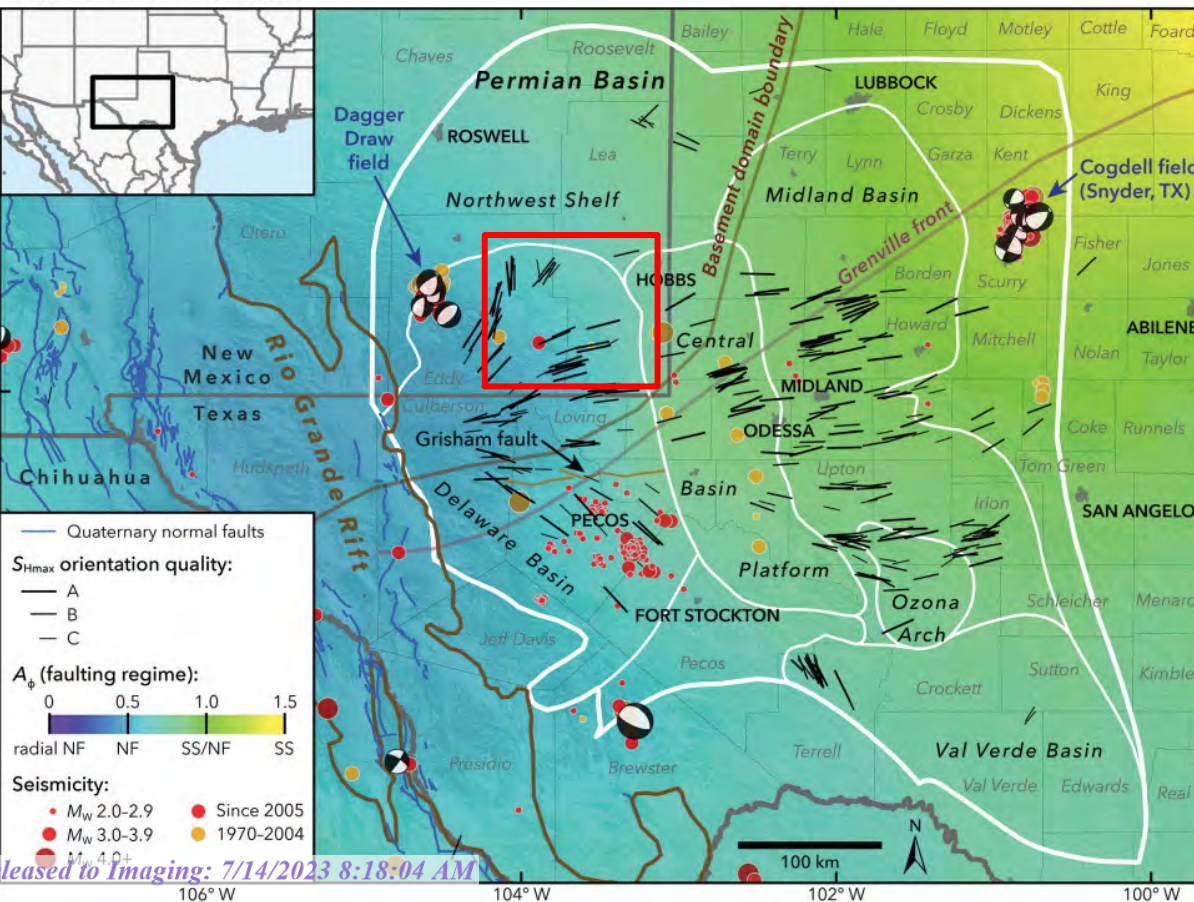 Chaves
Roosevelt
Bailey
Hale
Floyd
Motley
Cottle
Foard
Permian Basin
LUBBOCK
King
Crosby
Dickens
Dagger
Draw
field
ROSWELL
Lea
Terry
Lynn
Garza
Kent
Basement domain boundary
Cogdell field
(Snyder, TX)
Northwest Shelf
Midland Basin
Otero
Grenville front
Fisher
Jones
HOBBS
Borden
Scurry
Howard
Mitchell
ABILENE
New
Mexico
Rio Grande Rift
Central
Nolan
Taylor
Eddy
MIDLAND
Texas
Culberson
Loving
Grisham fault
ODESSA
Coke
Runnels
Chihuahua
Hudspeth
Upton
Tom Green
Delaware Basin
Basin
Irion
PECOS
SAN ANGELO
Platform
Ozona
Arch
Schleicher
Menard
FORT STOCKTON
Jeff Davis
Pecos
Crockett
Sutton
Kimble
Presidio
Brewster
Terrell
Val Verde Basin
Val Verde
Edwards
Real
Quaternary normal faults
SHmax orientation quality:
A
B
C
Aϕ (faulting regime):
0 0.5 1.0 1.5
radial NF NF SS/NF SS
Seismicity:
Mw 2.0-2.9 Since 2005
Mw 3.0-3.9 1970-2004
Mw 4.0+
N
100 km
leased to Imaging: 7/14/2023 8:18:04 AM
106° W
104° W
102° W
100° W